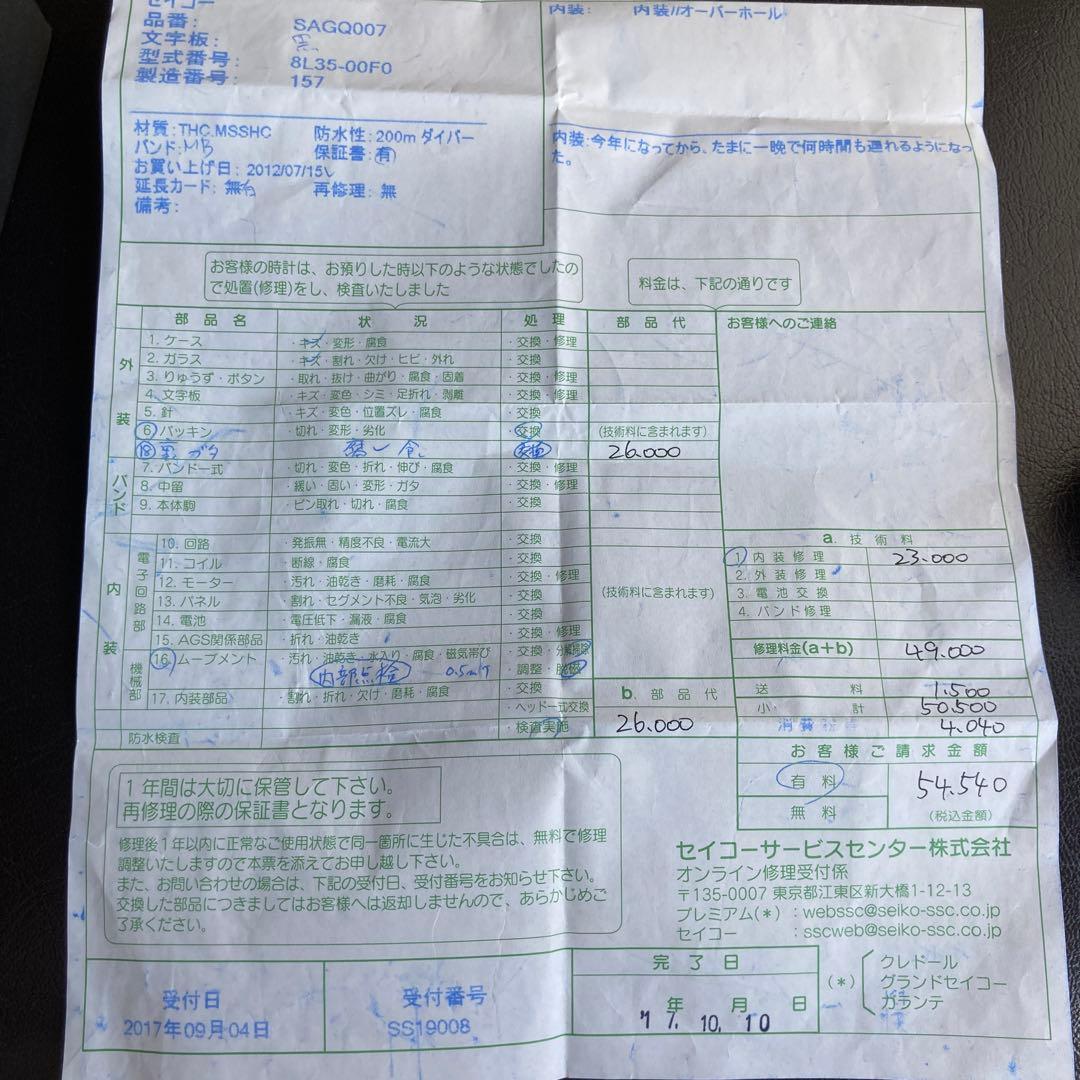 セイコー
品番: SAGQ007
文字板: 黒
型式番号: 8L35-00F0
製造番号: 157
材質:THC.MSSHC 防水性:200m ダイバー
バンド:MB 保証書:有
お買い上げ日:2012/07/15
延長カード:無 再修理:無
備考:
内装: 内装//オーバーホール
内装:今年になってから、たまに一晩で何時間も遅れるようになっ
た。
お客様の時計は、お預りした時以下のような状態でしたの
で処置(修理)をし、検査いたしました
料金は、下記の通りです
部品名 状況 処理 部品代 お客様へのご連絡
外装
1. ケース ・キズ・変形・腐食 ・交換・修理
2. ガラス ・キズ・割れ・欠け・ヒビ・外れ ・交換
3. りゅうず・ボタン ・取れ・抜け・曲がり・腐食・固着 ・交換・修理
4. 文字板 ・キズ・変色・シミ・足折れ・剥離 ・交換・修理
5. 針 ・キズ・変色・位置ズレ・腐食 ・交換
6. パッキン ・切れ・変形・劣化 ・交換 (技術料に含まれます)
⑱裏ガタ 交換 26.000
バンド
7. バンド一式 ・切れ・変色・折れ・伸び・腐食 ・交換・修理
8. 中留 ・緩い・固い・変形・ガタ ・交換・修理
9. 本体駒 ・ピン取れ・切れ・腐食 ・交換
内装
電子回路部
10. 回路 ・発振無・精度不良・電流大 ・交換
11. コイル ・断線・腐食 ・交換
12. モーター ・汚れ・油乾き・磨耗・腐食 ・交換・修理
13. パネル ・割れ・セグメント不良・気泡・劣化 ・交換
(技術料に含まれます)
14. 電池 ・電圧低下・漏液・腐食 ・交換
15. AGS関係部品 ・折れ・油乾き ・交換・修理
機械部
16. ムーブメント ・汚れ・油乾き・水入り・腐食・磁気帯び ・交換・分解掃除
内部点検 ・調整・脱磁
17. 内装部品 ・割れ・折れ・欠け・磨耗・腐食 ・交換
・ヘッド一式交換
防水検査 ・検査実施
b. 部品代
26.000
a. 技術料
1. 内装修理 23.000
2. 外装修理
3. 電池交換
4. バンド修理
修理料金(a+b) 49.000
送料 1.500
小計 50.500
消費税等 4.040
お客様ご請求金額
有料 54.540
無料 (税込金額)
1年間は大切に保管して下さい。
再修理の際の保証書となります。
修理後1年以内に正常なご使用状態で同一箇所に生じた不具合は、無料で修理
調整いたしますので本票を添えてお申し越し下さい。
また、お問い合わせの場合は、下記の受付日、受付番号をお知らせ下さい。
交換した部品につきましてはお客様へは返却しませんので、あらかじめご
了承ください。
セイコーサービスセンター株式会社
オンライン修理受付係
〒135-0007 東京都江東区新大橋1-12-13
プレミアム(*) : webssc@seiko-ssc.co.jp
セイコー : sscweb@seiko-ssc.co.jp
受付日
2017年09月04日
受付番号
SS19008
完了日
年 月 日
'17.10.10
(*)
クレドール
グランドセイコー
ガランテ